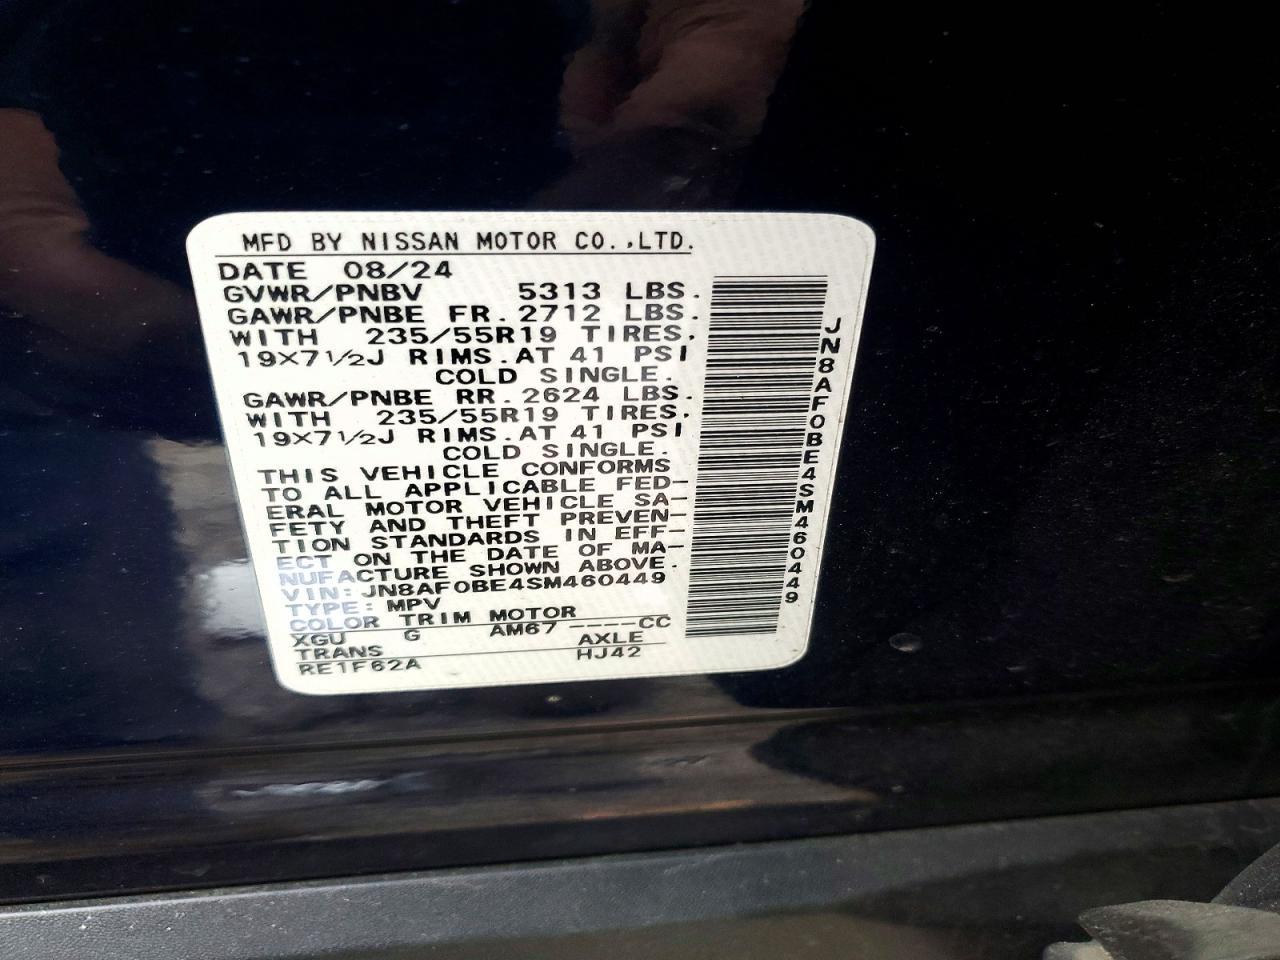 MFD BY NISSAN MOTOR CO.,LTD.
DATE 08/24
GVWR/PNBV 5313 LBS.
GAWR/PNBE FR. 2712 LBS.
WITH 235/55R19 TIRES.
19X7 1/2J RIMS. AT 41 PSI
COLD SINGLE.
GAWR/PNBE RR. 2624 LBS.
WITH 235/55R19 TIRES.
19X7 1/2J RIMS. AT 41 PSI
COLD SINGLE.
THIS VEHICLE CONFORMS
TO ALL APPLICABLE FED-
ERAL MOTOR VEHICLE SA-
FETY AND THEFT PREVEN-
TION STANDARDS IN EFF-
ECT ON THE DATE OF MA-
NUFACTURE SHOWN ABOVE.
VIN: JN8AF0BE4SM460449
TYPE: MPV
COLOR TRIM MOTOR
XGU G AM67 ----CC
TRANS AXLE
RE1F62A HJ42
JN8AF0BE4SM460449